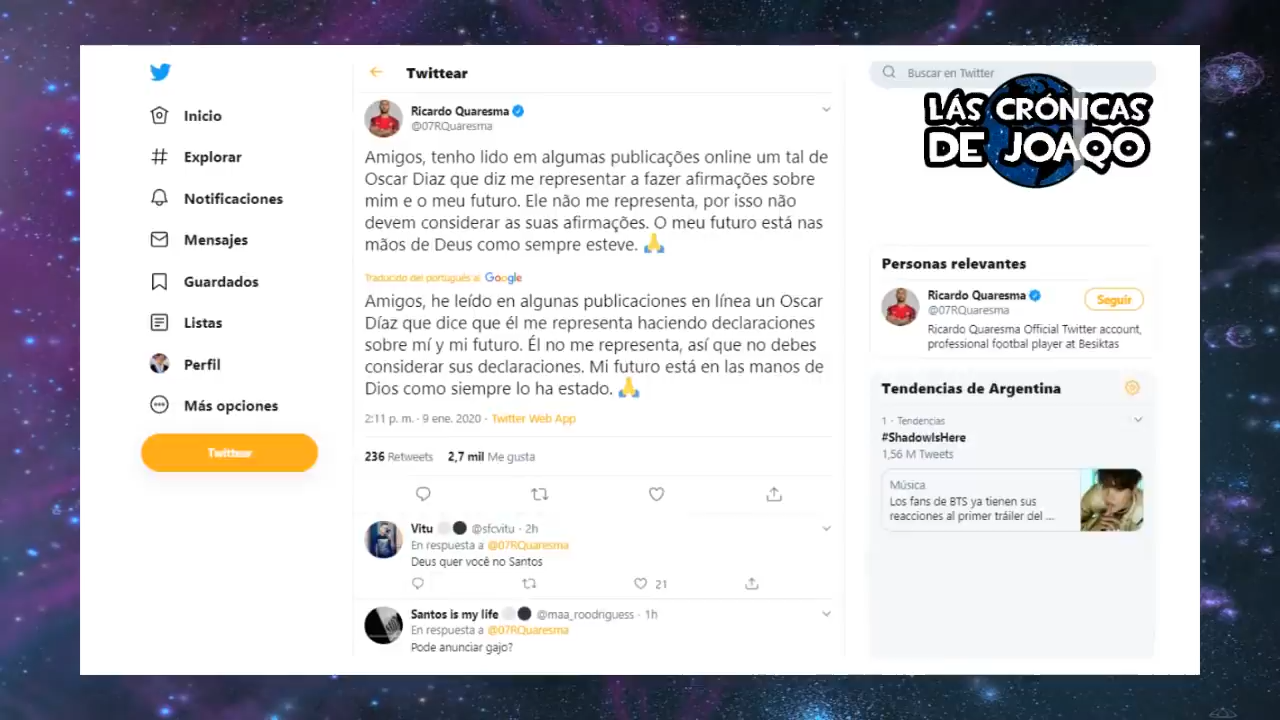 Inicio
Explorar
Notificaciones
Mensajes
Guardados
Listas
Perfil
Más opciones
Twittear
Twittear
Ricardo Quaresma
@07RQuaresma
Amigos, tenho lido em algumas publicações online um tal de
Oscar Diaz que diz me representar a fazer afirmações sobre
mim e o meu futuro. Ele não me representa, por isso não
devem considerar as suas afirmações. O meu futuro está nas
mãos de Deus como sempre esteve. 🙏
Traducido del portugués al Google
Amigos, he leído en algunas publicaciones en línea un Oscar
Díaz que dice que él me representa haciendo declaraciones
sobre mí y mi futuro. Él no me representa, así que no debes
considerar sus declaraciones. Mi futuro está en las manos de
Dios como siempre lo ha estado. 🙏
2:11 p. m. · 9 ene. 2020 · Twitter Web App
236 Retweets 2,7 mil Me gusta
Vitu @sfcvitu · 2h
En respuesta a @07RQuaresma
Deus quer você no Santos
21
Santos is my life @maa_roodriguess · 1h
En respuesta a @07RQuaresma
Pode anunciar gajo?
Buscar en Twitter
LÁS CRÓNICAS
DE JOAQO
Personas relevantes
Ricardo Quaresma
@07RQuaresma
Seguir
Ricardo Quaresma Official Twitter account,
professional footbal player at Besiktas
Tendencias de Argentina
1 · Tendencias
#ShadowIsHere
1,56 M Tweets
Música
Los fans de BTS ya tienen sus
reacciones al primer tráiler del ...